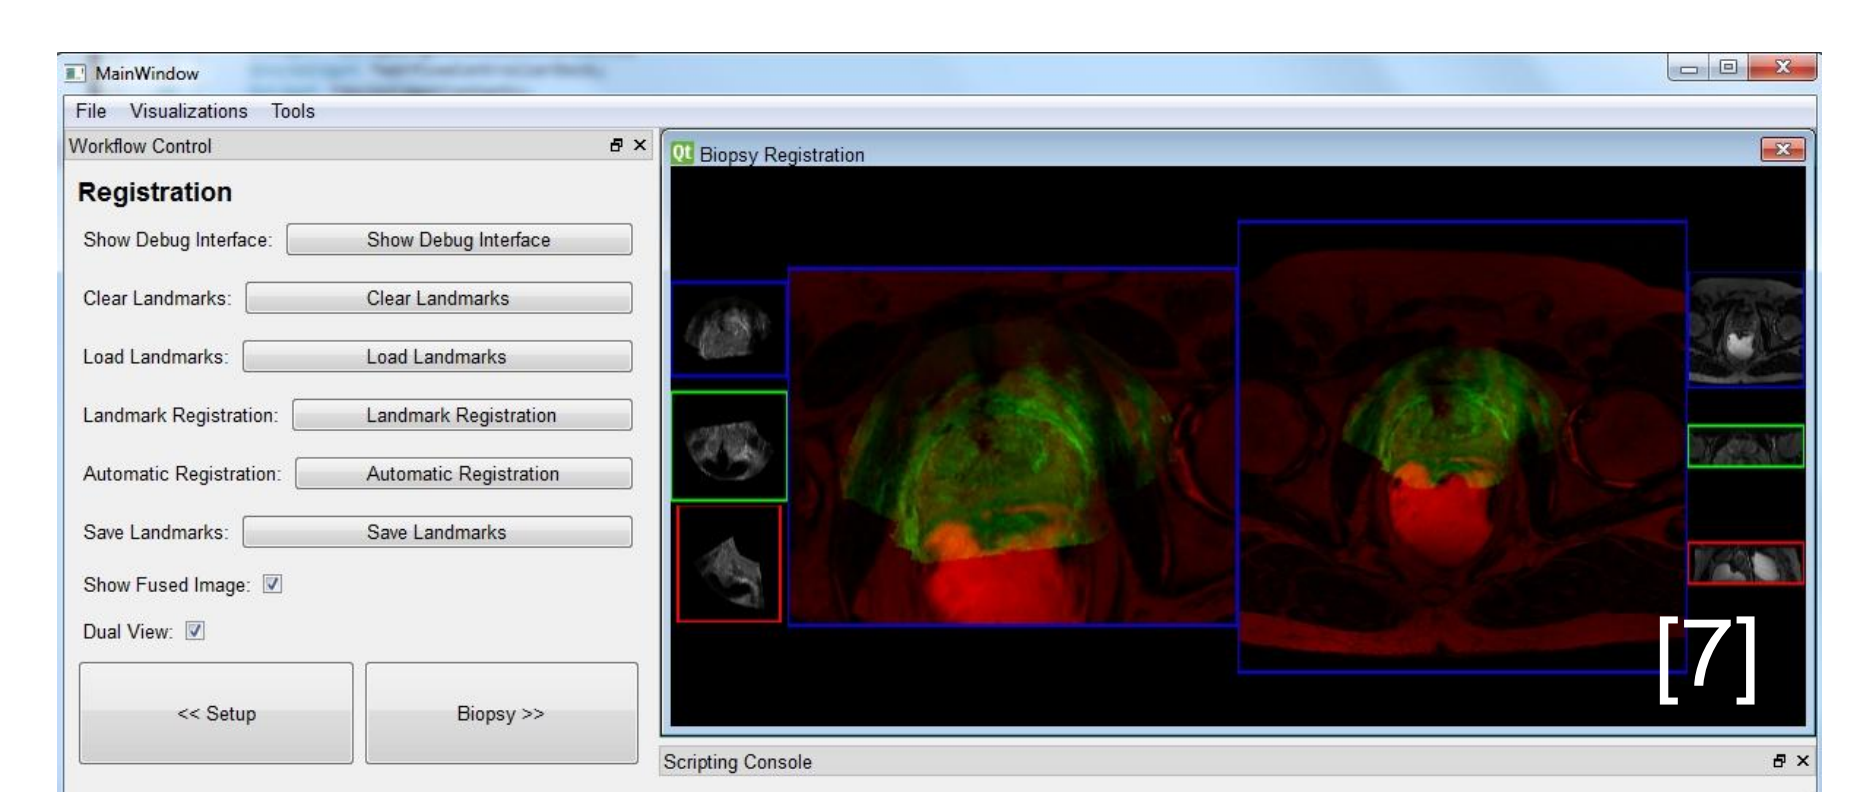 MainWindow
File Visualizations Tools
Workflow Control
Registration
Show Debug Interface: Show Debug Interface
Clear Landmarks: Clear Landmarks
Load Landmarks: Load Landmarks
Landmark Registration: Landmark Registration
Automatic Registration: Automatic Registration
Save Landmarks: Save Landmarks
Show Fused Image:
Dual View:
<< Setup Biopsy >>
Qt Biopsy Registration
[7]
Scripting Console